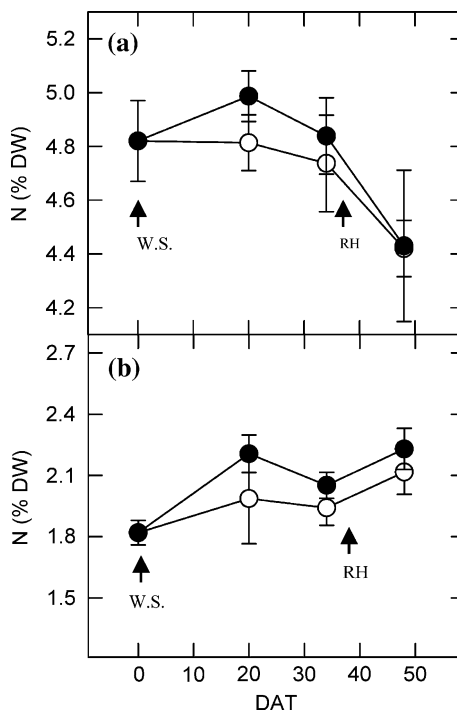 (a)
5.2
5.0
4.8
4.6
4.4
4.2
N (% DW)
W.S.
RH
(b)
2.7
2.4
2.1
1.8
1.5
N (% DW)
W.S.
RH
0 10 20 30 40 50
DAT